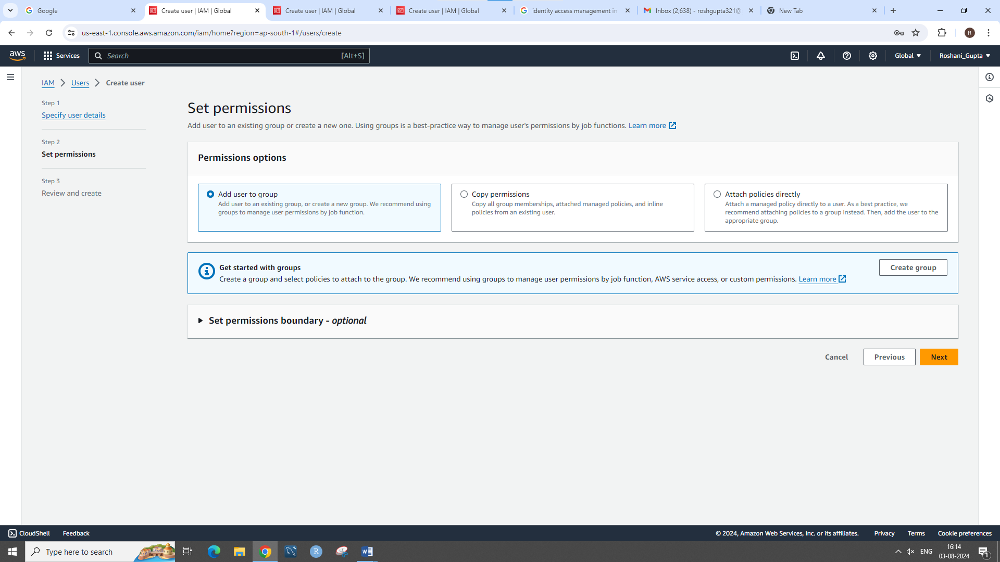 Google
Create user | IAM | Global
Create user | IAM | Global
Create user | IAM | Global
identity access management in
Inbox (2,638) - roshgupta321@
New Tab
us-east-1.console.aws.amazon.com/iam/home?region=ap-south-1#/users/create
R
aws
Services
Search
[Alt+S]
Global
Roshani_Gupta
IAM
Users
Create user
Step 1
Specify user details
Step 2
Set permissions
Step 3
Review and create
Set permissions
Add user to an existing group or create a new one. Using groups is a best-practice way to manage user's permissions by job functions. Learn more
Permissions options
Add user to group
Add user to an existing group, or create a new group. We recommend using
groups to manage user permissions by job function.
Copy permissions
Copy all group memberships, attached managed policies, and inline
policies from an existing user.
Attach policies directly
Attach a managed policy directly to a user. As a best practice, we
recommend attaching policies to a group instead. Then, add the user to the
appropriate group.
Get started with groups
Create a group and select policies to attach to the group. We recommend using groups to manage user permissions by job function, AWS service access, or custom permissions. Learn more
Create group
Set permissions boundary - optional
Cancel
Previous
Next
CloudShell
Feedback
© 2024, Amazon Web Services, Inc. or its affiliates.
Privacy
Terms
Cookie preferences
Type here to search
R
W
ENG
16:14
03-08-2024
1